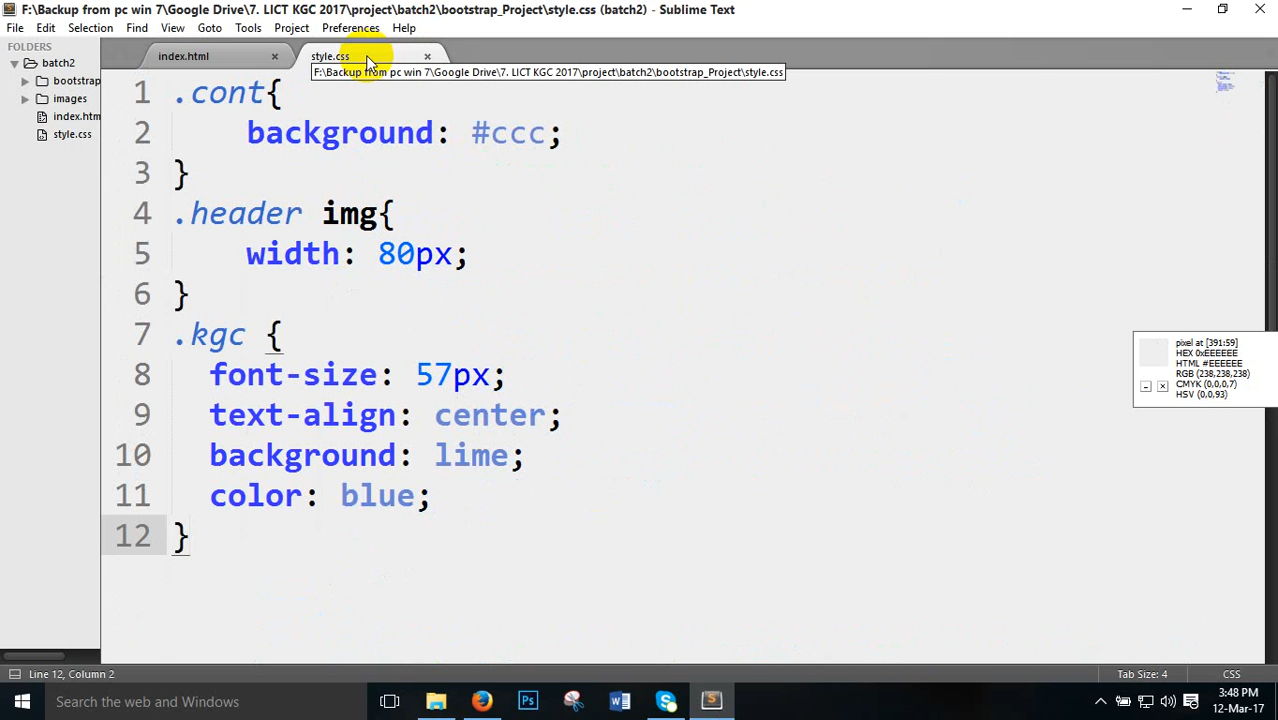 F:\Backup from pc win 7\Google Drive\7. LICT KGC 2017\project\batch2\bootstrap_Project\style.css (batch2) - Sublime Text
File Edit Selection Find View Goto Tools Project Preferences Help
FOLDERS
batch2
bootstrap
images
index.htm
style.css
index.html
style.css
F:\Backup from pc win 7\Google Drive\7. LICT KGC 2017\project\batch2\bootstrap_Project\style.css
1 .cont{
2 background: #ccc;
3 }
4 .header img{
5 width: 80px;
6 }
7 .kgc {
8 font-size: 57px;
9 text-align: center;
10 background: lime;
11 color: blue;
12 }
pixel at [391:59]
HEX 0xEEEEEE
HTML #EEEEEE
RGB (238,238,238)
CMYK (0,0,0,7)
HSV (0,0,93)
Line 12, Column 2
Tab Size: 4
CSS
Search the web and Windows
Ps
W
S
3:48 PM
12-Mar-17